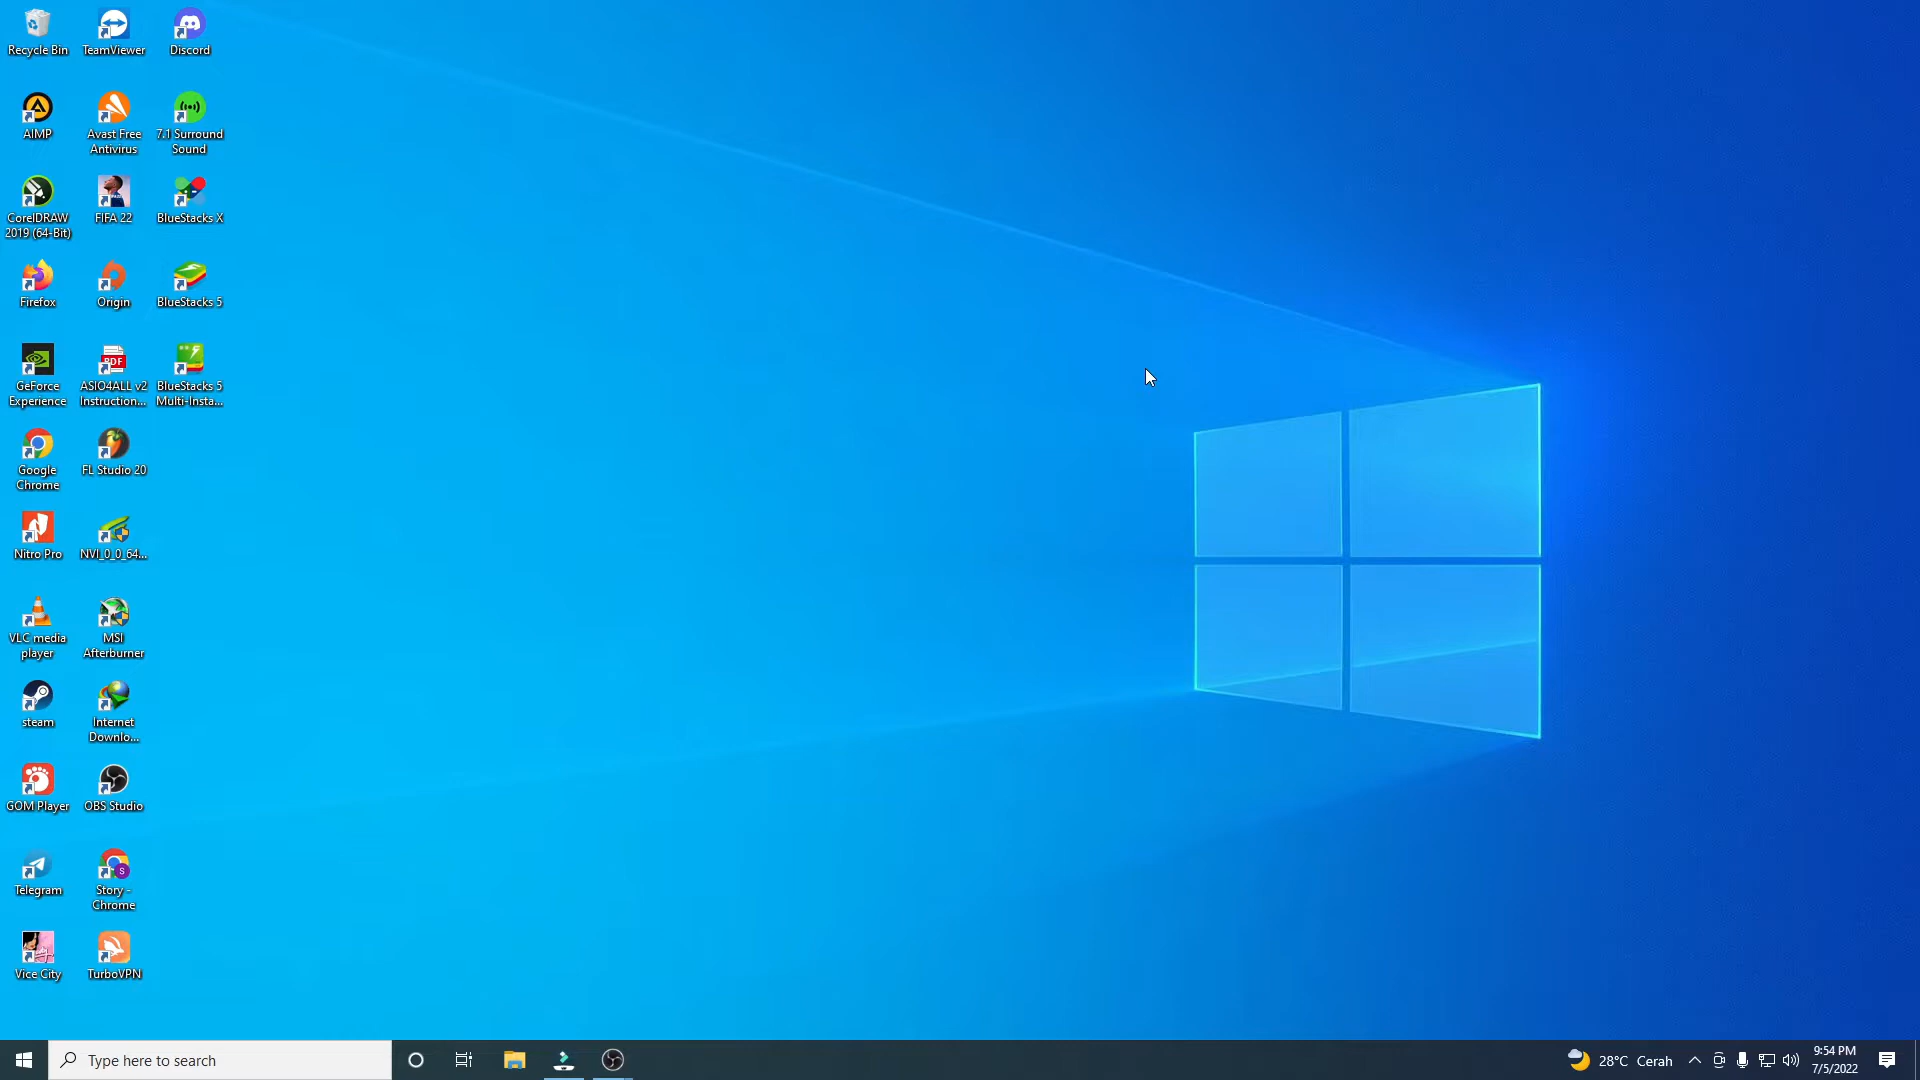 Recycle Bin
TeamViewer
Discord
AIMP
Avast Free
Antivirus
7.1 Surround
Sound
CorelDRAW
2019 (64-Bit)
FIFA 22
BlueStacks X
Firefox
Origin
BlueStacks 5
GeForce
Experience
PDF
ASIO4ALL v2
Instruction...
BlueStacks 5
Multi-Insta...
Google
Chrome
FL Studio 20
Nitro Pro
NVI_0_0_64...
VLC media
player
MSI
Afterburner
steam
Internet
Downlo...
GOM Player
OBS Studio
Telegram
S
Story -
Chrome
Vice City
TurboVPN
Type here to search
28°C Cerah
9:54 PM
7/5/2022